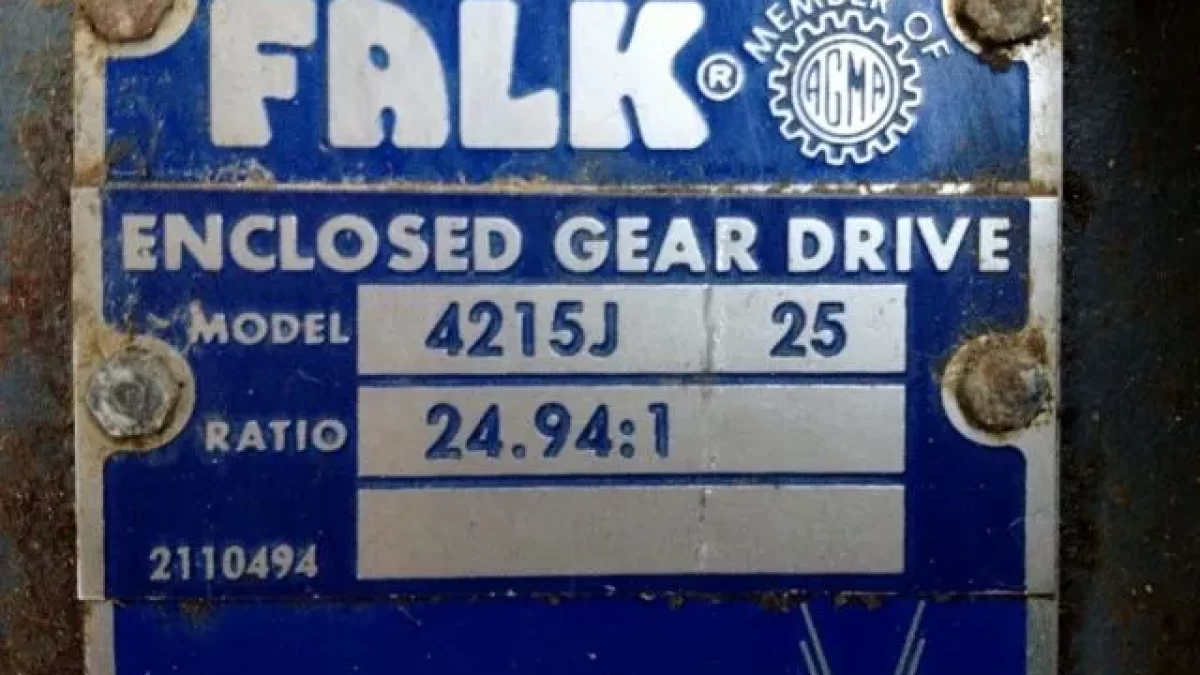 FALK®
MEMBER OF
AGMA
ENCLOSED GEAR DRIVE
MODEL 4215J 25
RATIO 24.94:1
2110494